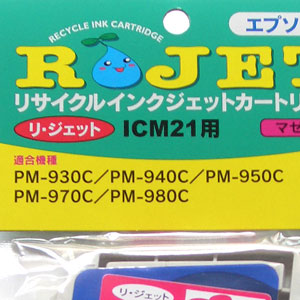 RECYCLE INK CARTRIDGE
エプソ
RJET
リサイクルインクジェットカートリ
リ・ジェット ICM21用
マゼ
適合機種
PM-930C／PM-940C／PM-950C
PM-970C／PM-980C
リ・ジェット